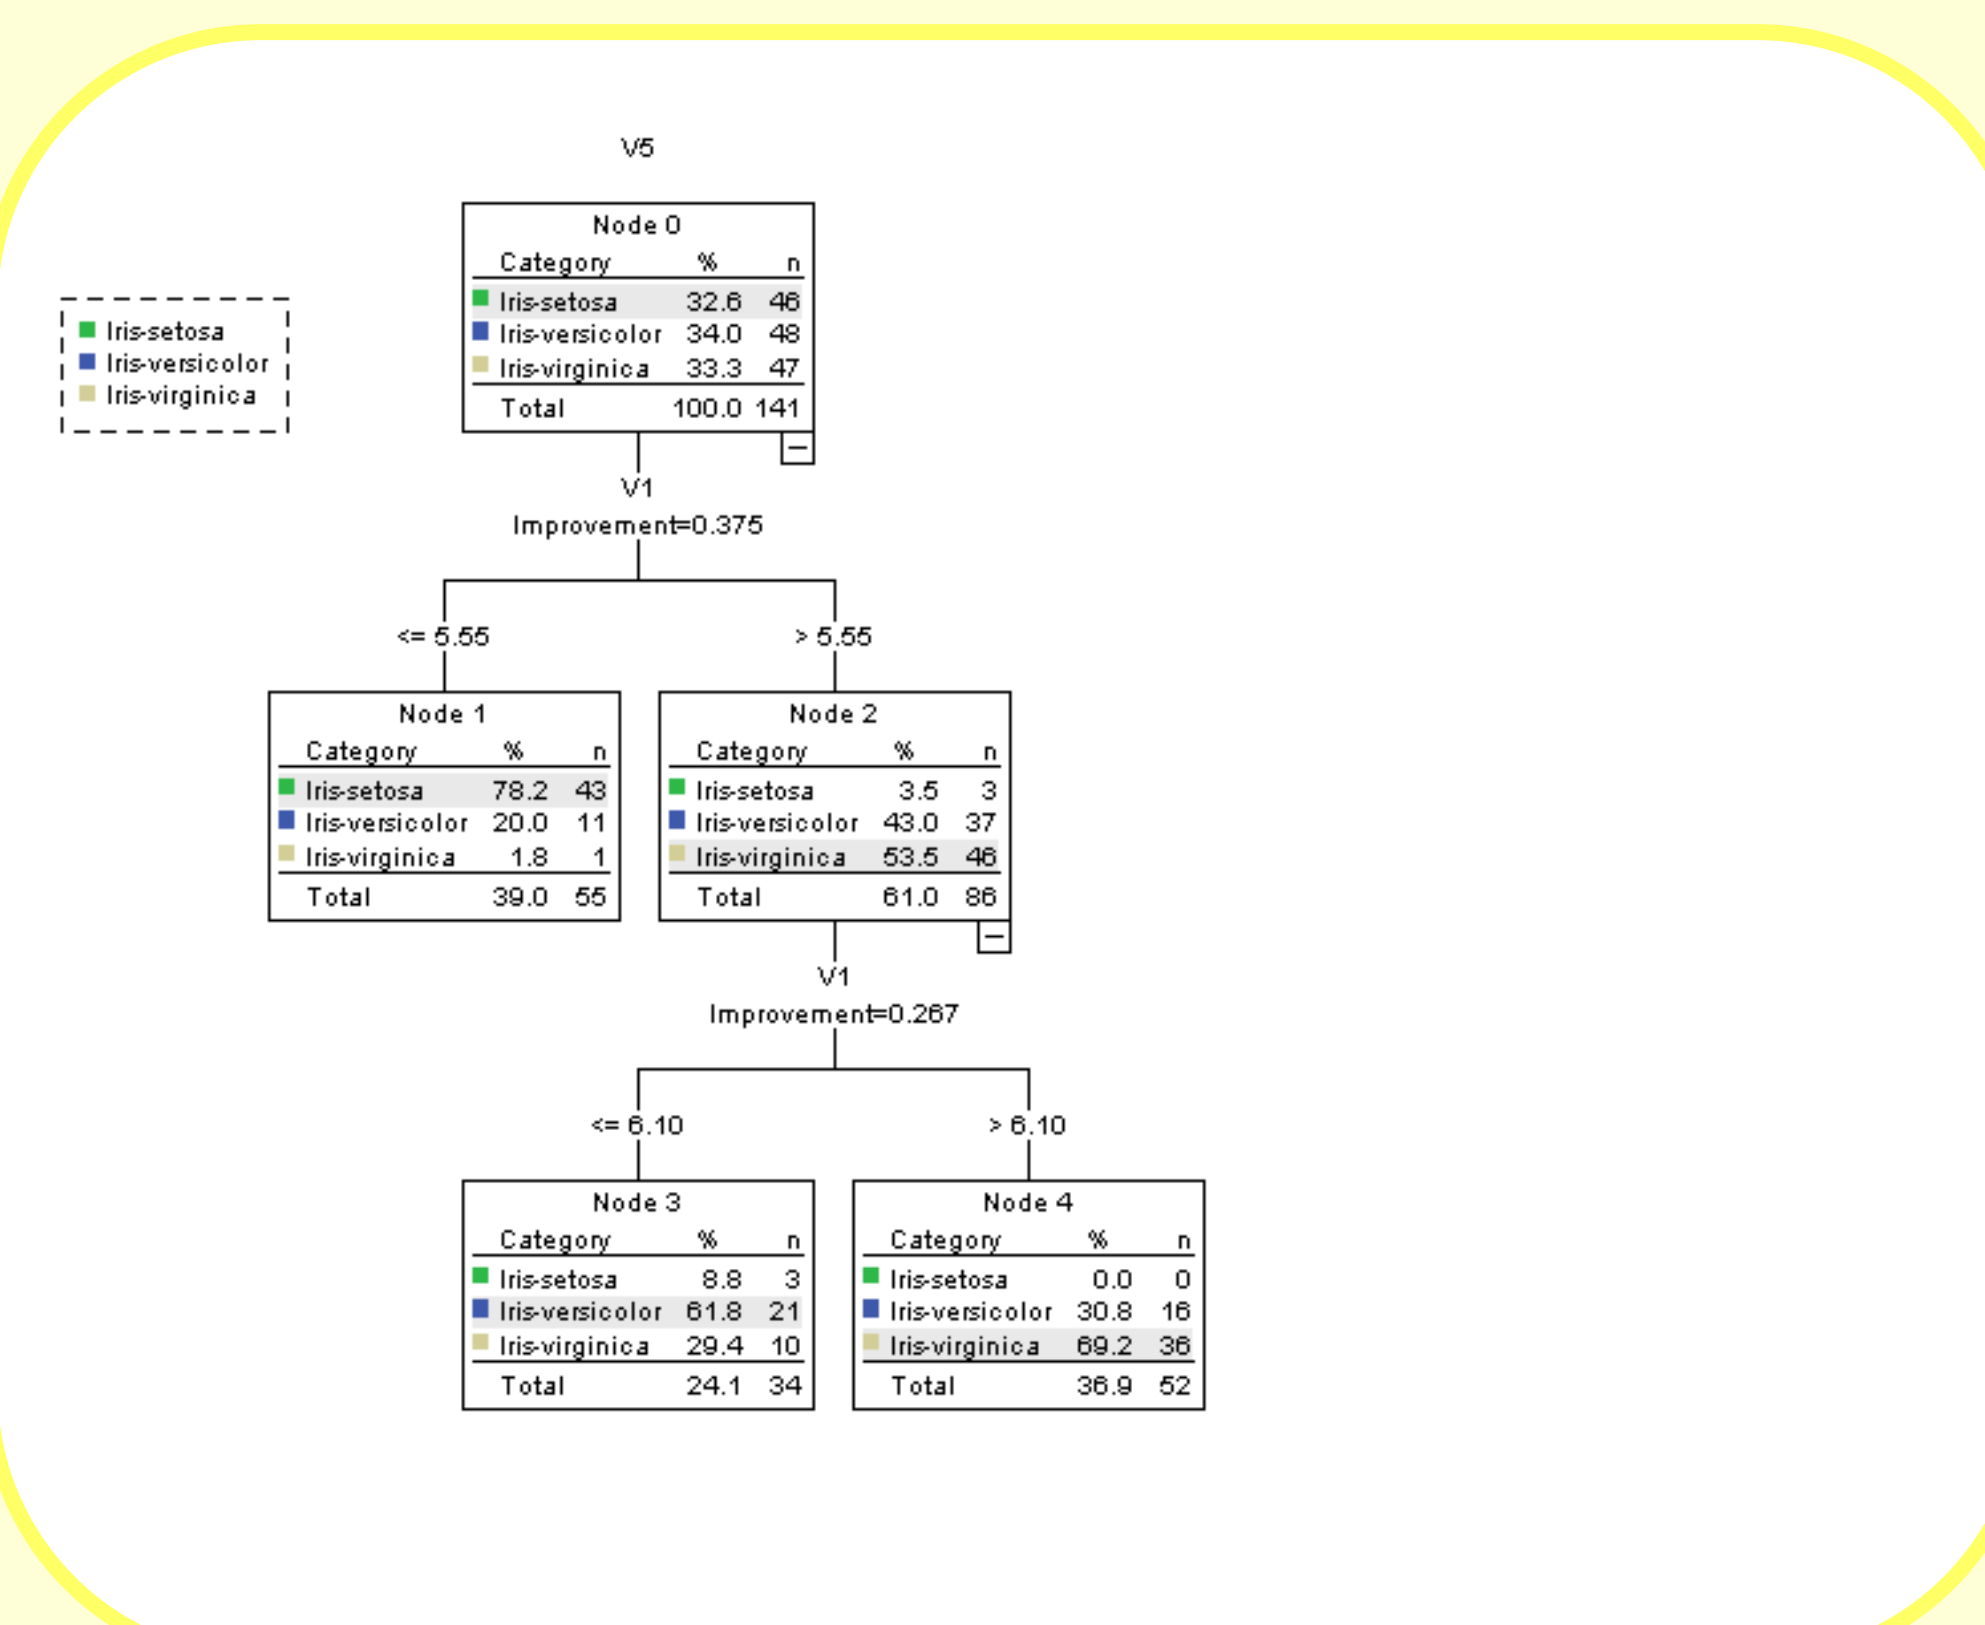 V5
Node 0
Category % n
Iris-setosa 32.6 46
Iris-versicolor 34.0 48
Iris-virginica 33.3 47
Total 100.0 141
Iris-setosa
Iris-versicolor
Iris-virginica
V1
Improvement=0.375
<= 5.55
> 5.55
Node 1
Category % n
Iris-setosa 78.2 43
Iris-versicolor 20.0 11
Iris-virginica 1.8 1
Total 39.0 55
Node 2
Category % n
Iris-setosa 3.5 3
Iris-versicolor 43.0 37
Iris-virginica 53.5 46
Total 61.0 86
V1
Improvement=0.267
<= 6.10
> 6.10
Node 3
Category % n
Iris-setosa 8.8 3
Iris-versicolor 61.8 21
Iris-virginica 29.4 10
Total 24.1 34
Node 4
Category % n
Iris-setosa 0.0 0
Iris-versicolor 30.8 16
Iris-virginica 69.2 36
Total 36.9 52